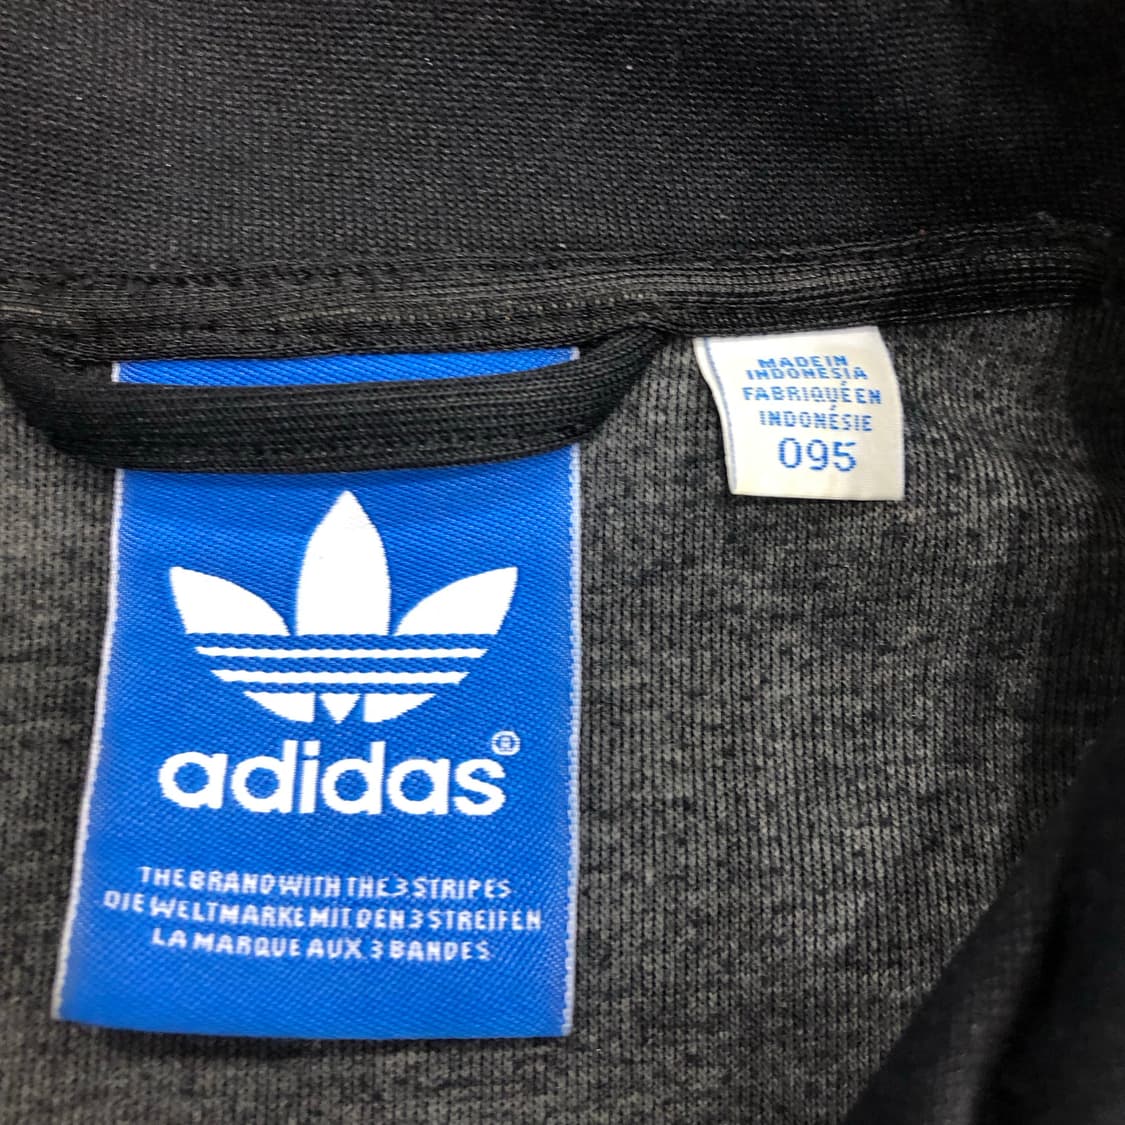 MADE IN
INDONESIA
FABRIQUÉ EN
INDONÉSIE
095
adidas®
THE BRAND WITH THE 3 STRIPES
DIE WELTMARKE MIT DEN 3 STREIFEN
LA MARQUE AUX 3 BANDES